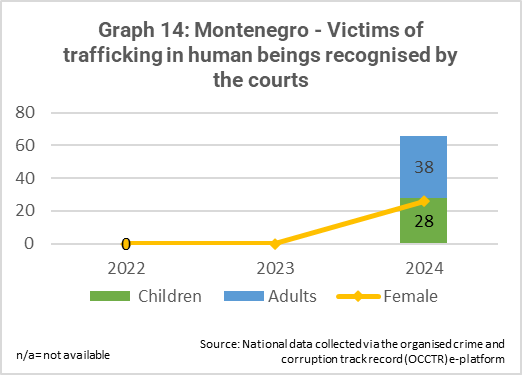 Graph 14: Montenegro - Victims of
trafficking in human beings recognised by
the courts
80
60
40
20
0
0
38
28
2022
2023
2024
Children
Adults
Female
n/a= not available
Source: National data collected via the organised crime and
corruption track record (OCCTR) e-platform